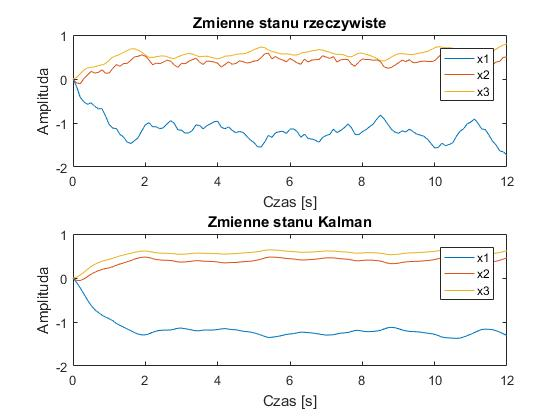 Zmienne stanu rzeczywiste
1
0
-1
-2
Amplituda
x1
x2
x3
0 2 4 6 8 10 12
Czas [s]
Zmienne stanu Kalman
1
0
-1
-2
Amplituda
x1
x2
x3
0 2 4 6 8 10 12
Czas [s]